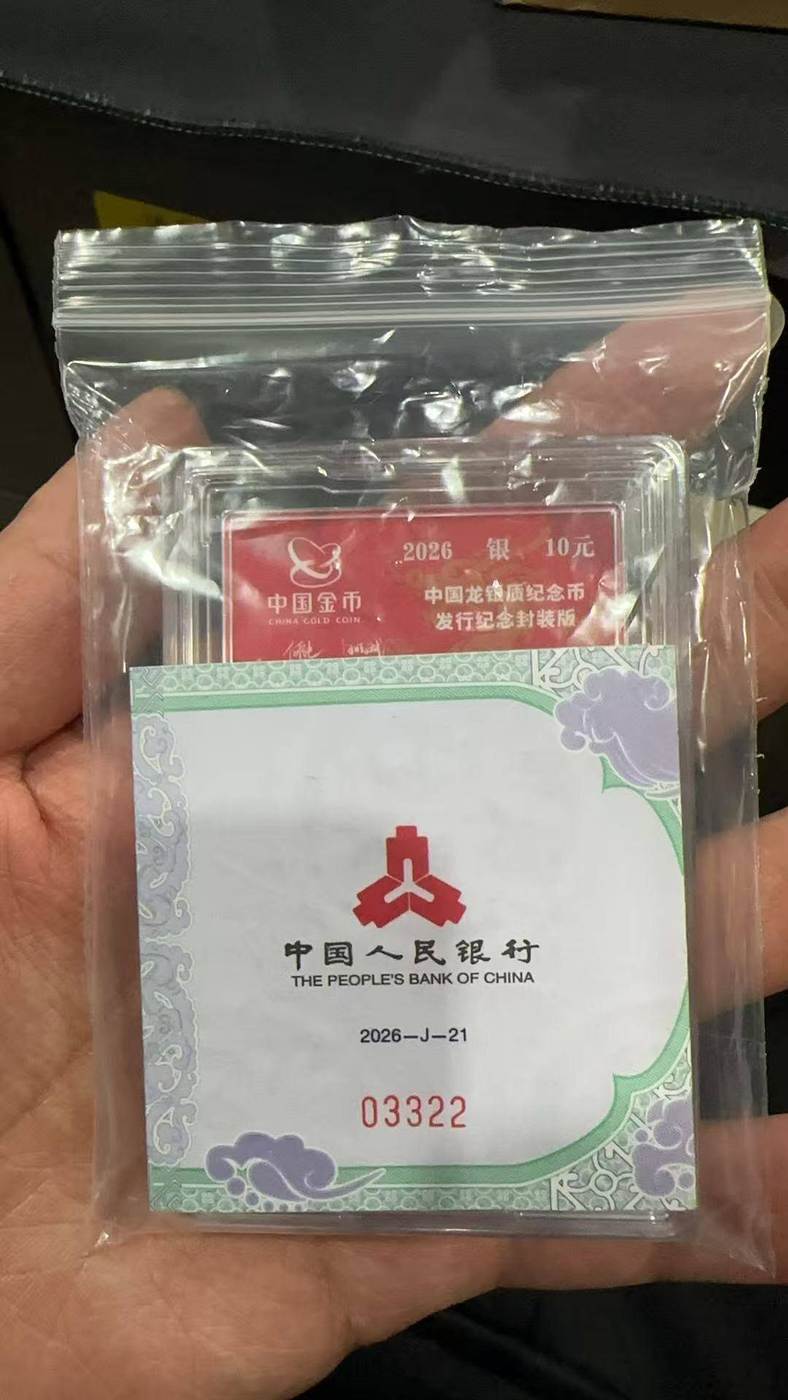 2026 银 10元
中国金币
CHINA GOLD COIN
中国龙银质纪念币
发行纪念封装版
中国人民银行
THE PEOPLE'S BANK OF CHINA
2026—J—21
03322